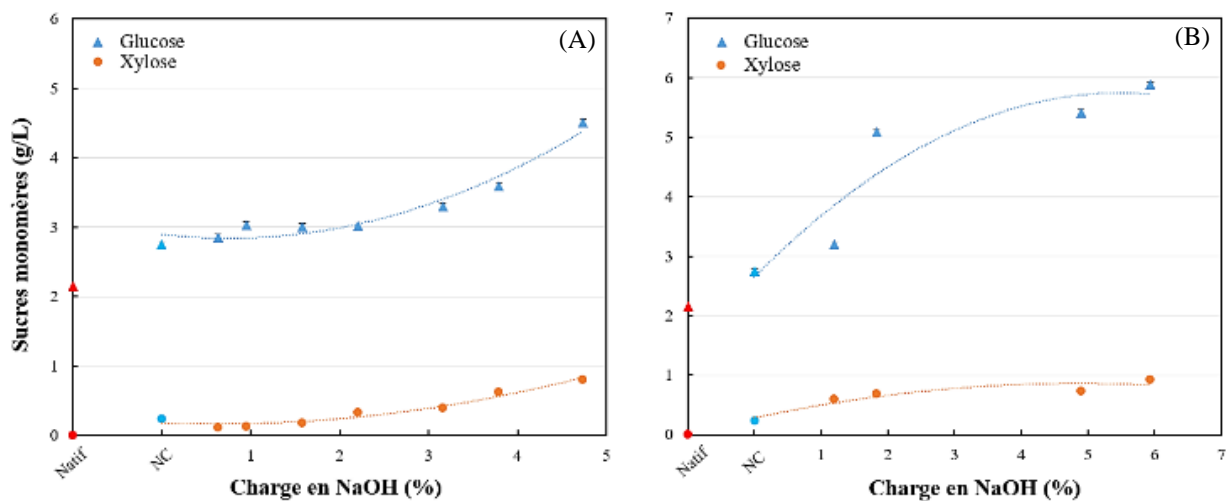 (A)
Glucose
Xylose
Sucres monomères (g/L)
6
5
4
3
2
1
0
Natif
NC
1
2
3
4
5
Charge en NaOH (%)
(B)
Glucose
Xylose
7
6
5
4
3
2
1
0
Natif
NC
1
2
3
4
5
6
7
Charge en NaOH (%)